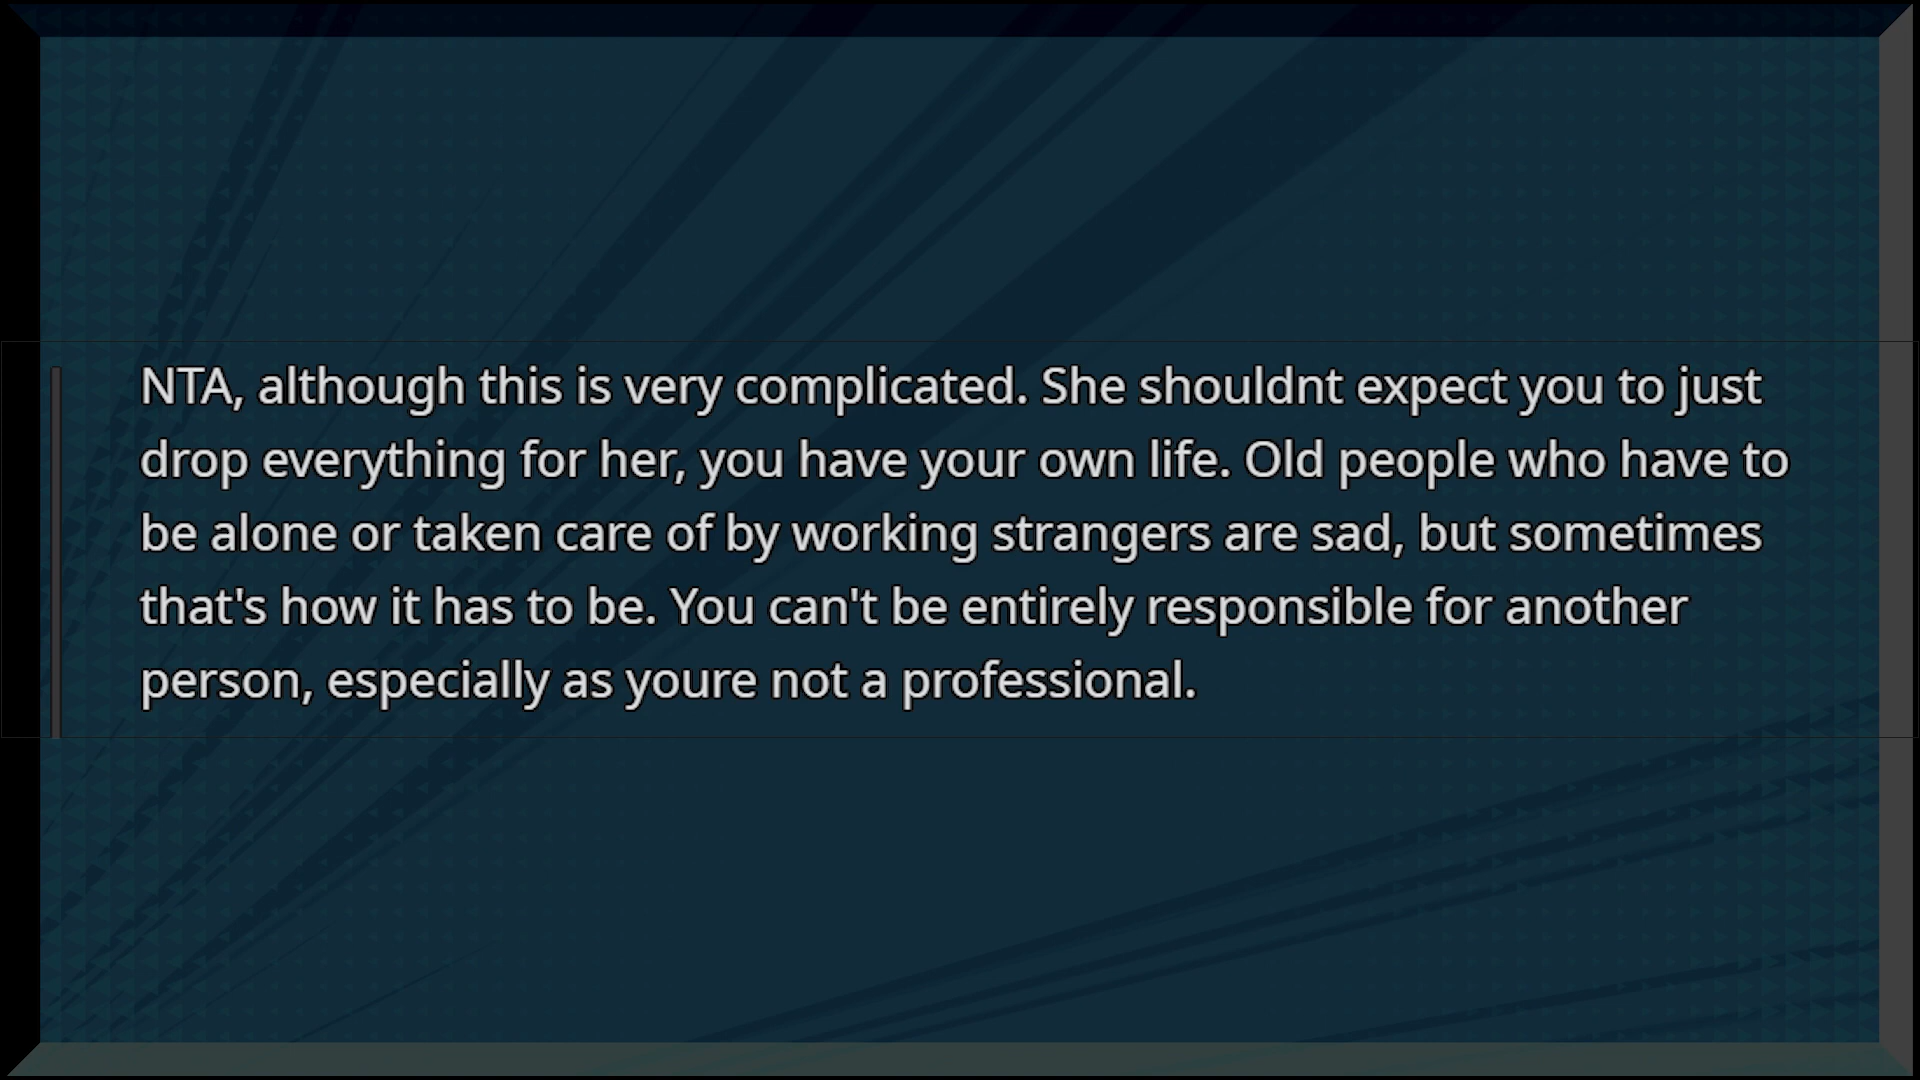 NTA, although this is very complicated. She shouldnt expect you to just
drop everything for her, you have your own life. Old people who have to
be alone or taken care of by working strangers are sad, but sometimes
that's how it has to be. You can't be entirely responsible for another
person, especially as youre not a professional.